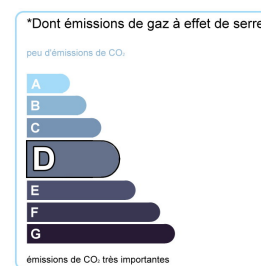 *Dont émissions de gaz à effet de serre
peu d'émissions de CO₂
A
B
C
D
E
F
G
émissions de CO₂ très importantes